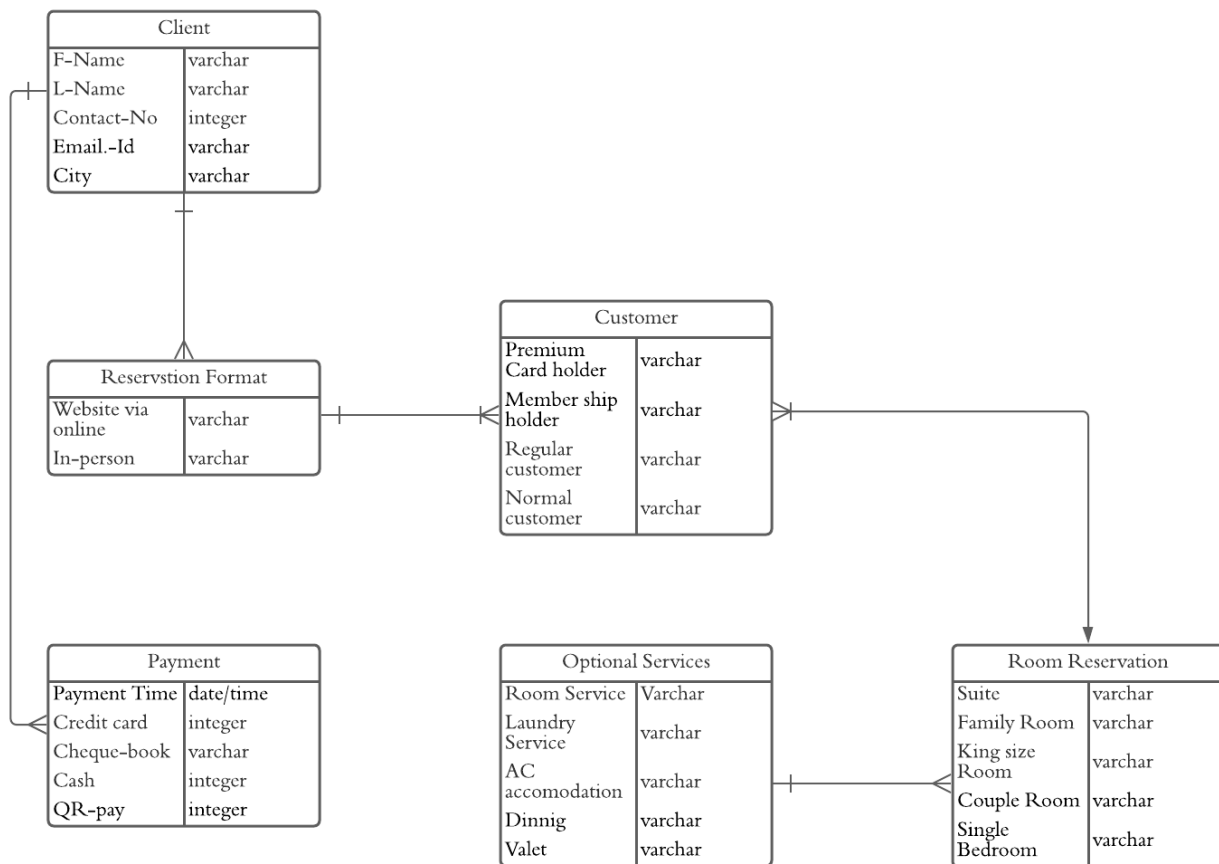 Client
F-Name varchar
L-Name varchar
Contact-No integer
Email.-Id varchar
City varchar
Reservstion Format
Website via
online varchar
In-person varchar
Customer
Premium
Card holder varchar
Member ship
holder varchar
Regular
customer varchar
Normal
customer varchar
Payment
Payment Time date/time
Credit card integer
Cheque-book varchar
Cash integer
QR-pay integer
Optional Services
Room Service Varchar
Laundry
Service varchar
AC
accomodation varchar
Dinnig varchar
Valet varchar
Room Reservation
Suite varchar
Family Room varchar
King size
Room varchar
Couple Room varchar
Single
Bedroom varchar